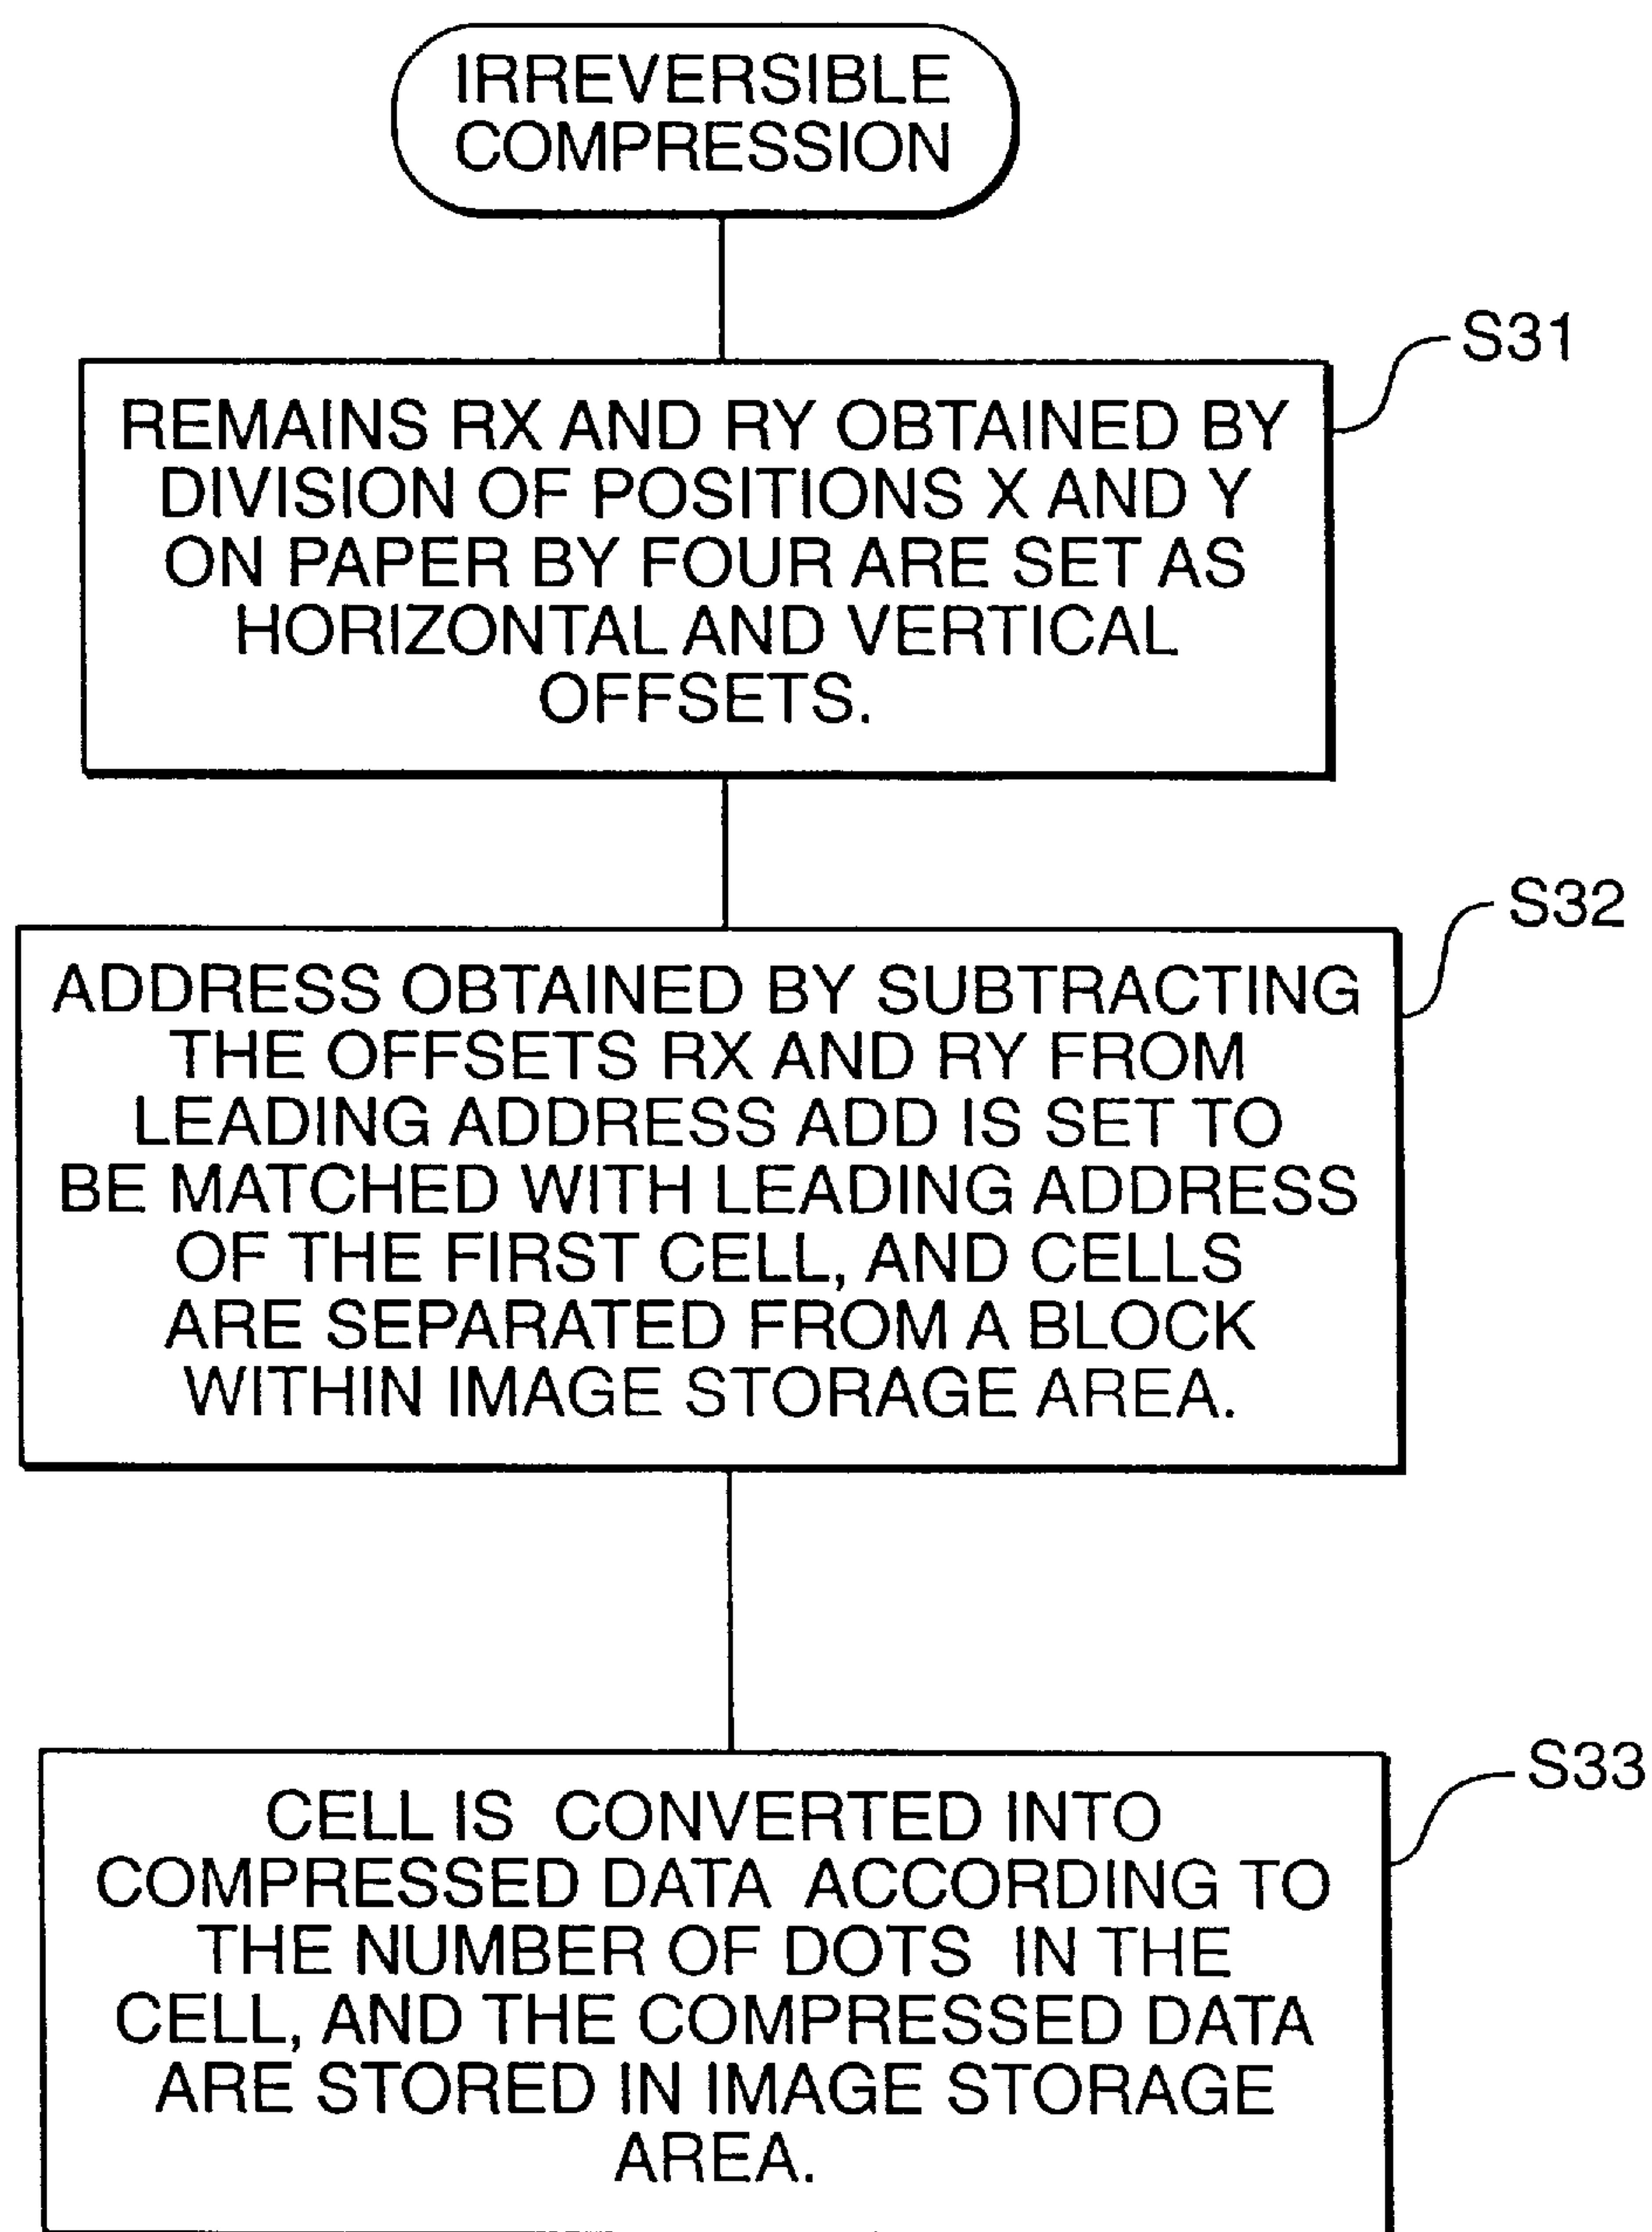 IRREVERSIBLE
COMPRESSION
S31
REMAINS RX AND RY OBTAINED BY
DIVISION OF POSITIONS X AND Y
ON PAPER BY FOUR ARE SET AS
HORIZONTAL AND VERTICAL
OFFSETS.
S32
ADDRESS OBTAINED BY SUBTRACTING
THE OFFSETS RX AND RY FROM
LEADING ADDRESS ADD IS SET TO
BE MATCHED WITH LEADING ADDRESS
OF THE FIRST CELL, AND CELLS
ARE SEPARATED FROM A BLOCK
WITHIN IMAGE STORAGE AREA.
S33
CELL IS CONVERTED INTO
COMPRESSED DATA ACCORDING TO
THE NUMBER OF DOTS IN THE
CELL, AND THE COMPRESSED DATA
ARE STORED IN IMAGE STORAGE
AREA.